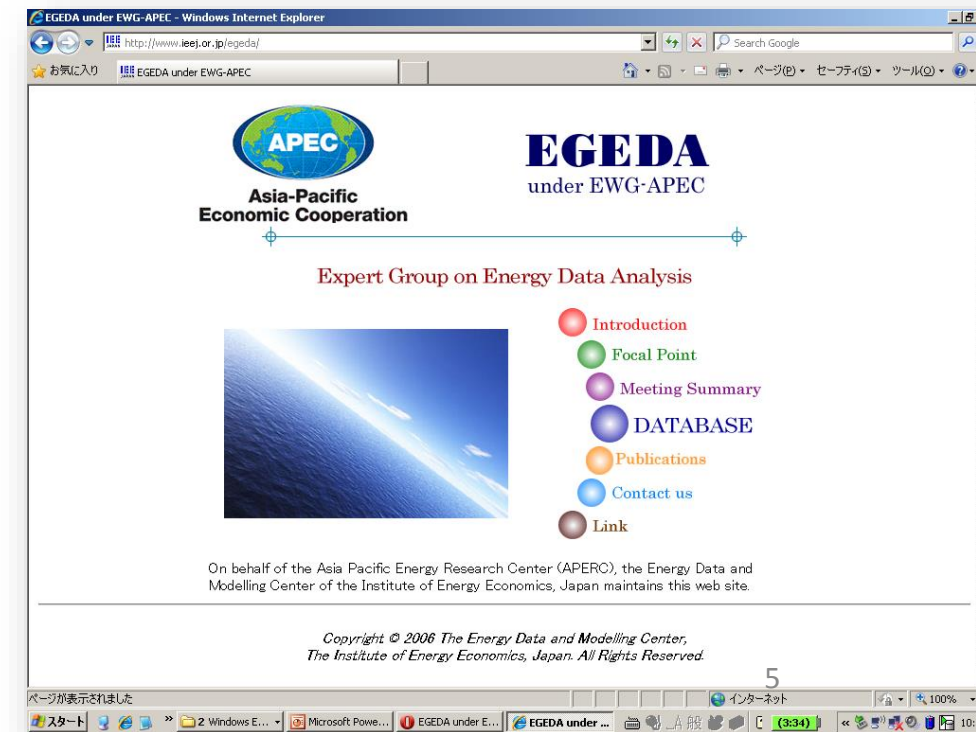 EGEDA under EWG-APEC - Windows Internet Explorer
http://www.ieej.or.jp/egeda/
Search Google
お気に入り
EGEDA under EWG-APEC
ページ(P)
セーフティ(S)
ツール(O)
APEC
Asia-Pacific
Economic Cooperation
EGEDA
under EWG-APEC
Expert Group on Energy Data Analysis
Introduction
Focal Point
Meeting Summary
DATABASE
Publications
Contact us
Link
On behalf of the Asia Pacific Energy Research Center (APERC), the Energy Data and
Modelling Center of the Institute of Energy Economics, Japan maintains this web site.
Copyright © 2006 The Energy Data and Modelling Center,
The Institute of Energy Economics, Japan. All Rights Reserved.
5
ページが表示されました
インターネット
100%
スタート
2 Windows E...
Microsoft Powe...
EGEDA under E...
EGEDA under ...
A 般
(3:34)
10: